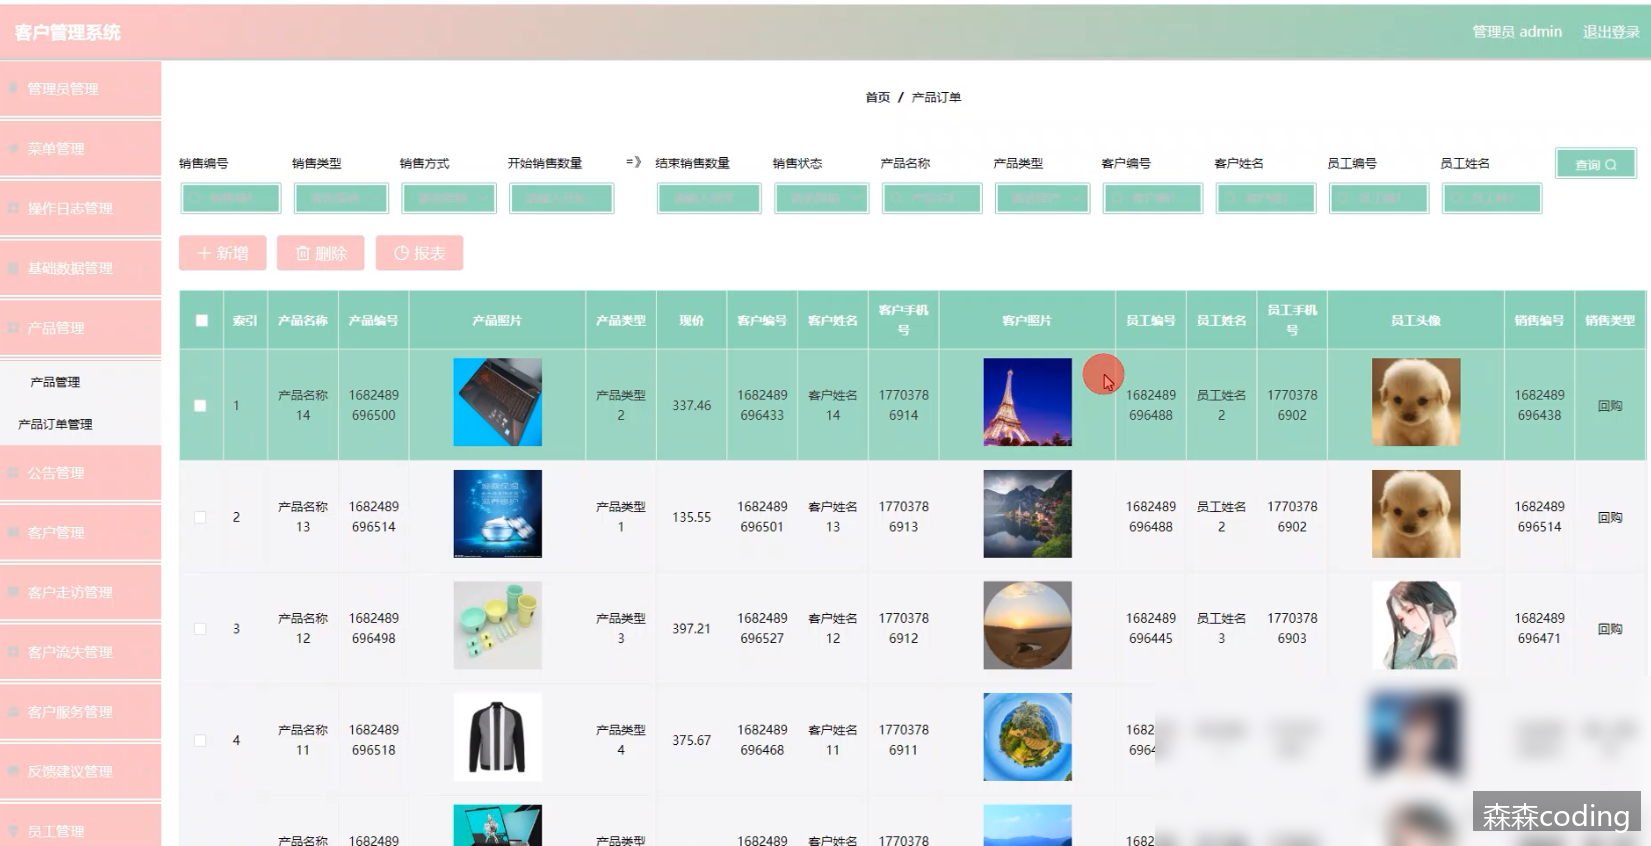 客户管理系统
管理员 admin 退出登录
管理员管理
菜单管理
操作日志管理
基础数据管理
产品管理
产品管理
产品订单管理
公告管理
客户管理
客户走访管理
客户流失管理
客户服务管理
反馈建议管理
员工管理
首页 / 产品订单
销售编号 销售类型 销售方式 开始销售数量 =》 结束销售数量 销售状态 产品名称 产品类型 客户编号 客户姓名 员工编号 员工姓名 查询
新增 删除 报表
索引 产品名称 产品编号 产品照片 产品类型 现价 客户编号 客户姓名 客户手机号 客户照片 员工编号 员工姓名 员工手机号 员工头像 销售编号 销售类型
1 产品名称14 1682489696500 产品类型2 337.46 1682489696433 客户姓名14 17703786914 1682489696488 员工姓名2 17703786902 1682489696438 回购
2 产品名称13 1682489696514 产品类型1 135.55 1682489696501 客户姓名13 17703786913 1682489696488 员工姓名2 17703786902 1682489696514 回购
3 产品名称12 1682489696498 产品类型3 397.21 1682489696527 客户姓名12 17703786912 1682489696445 员工姓名3 17703786903 1682489696471 回购
4 产品名称11 1682489696518 产品类型4 375.67 1682489696468 客户姓名11 17703786911 1682 6964
产品名称 1682489 产品类型 1682489 客户姓名 1770378 1682
森森coding